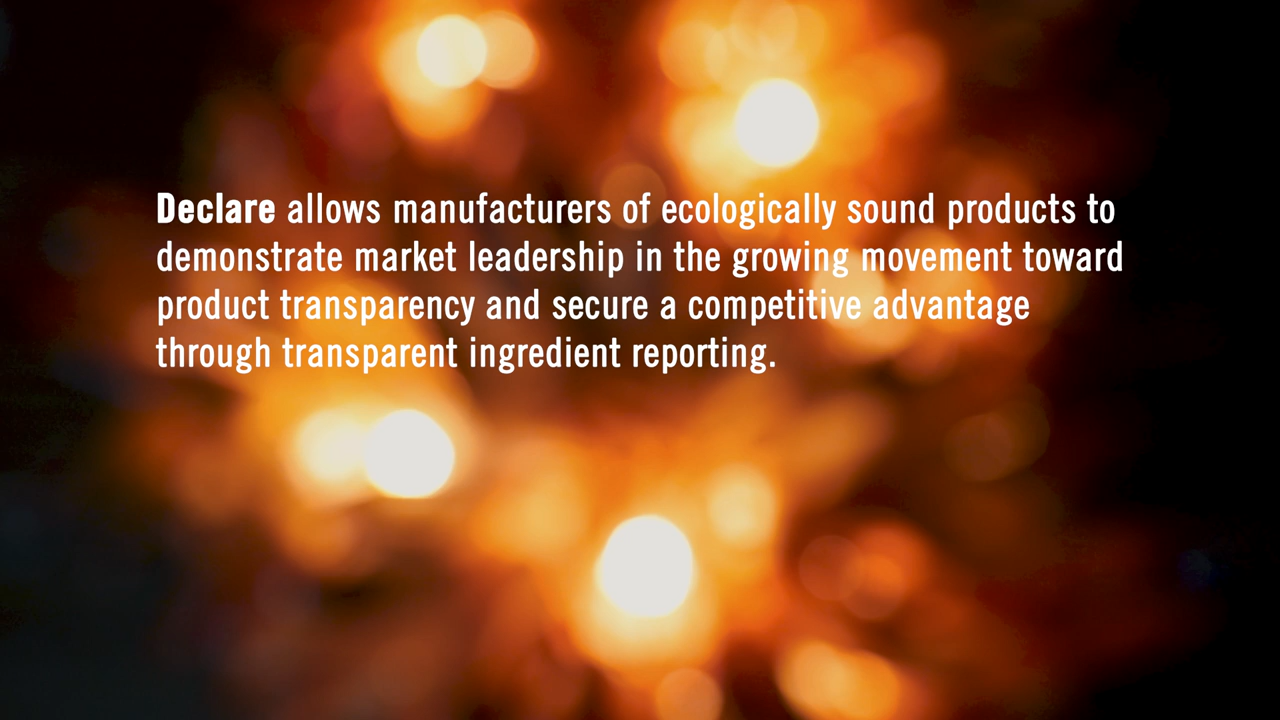 Declare allows manufacturers of ecologically sound products to
demonstrate market leadership in the growing movement toward
product transparency and secure a competitive advantage
through transparent ingredient reporting.